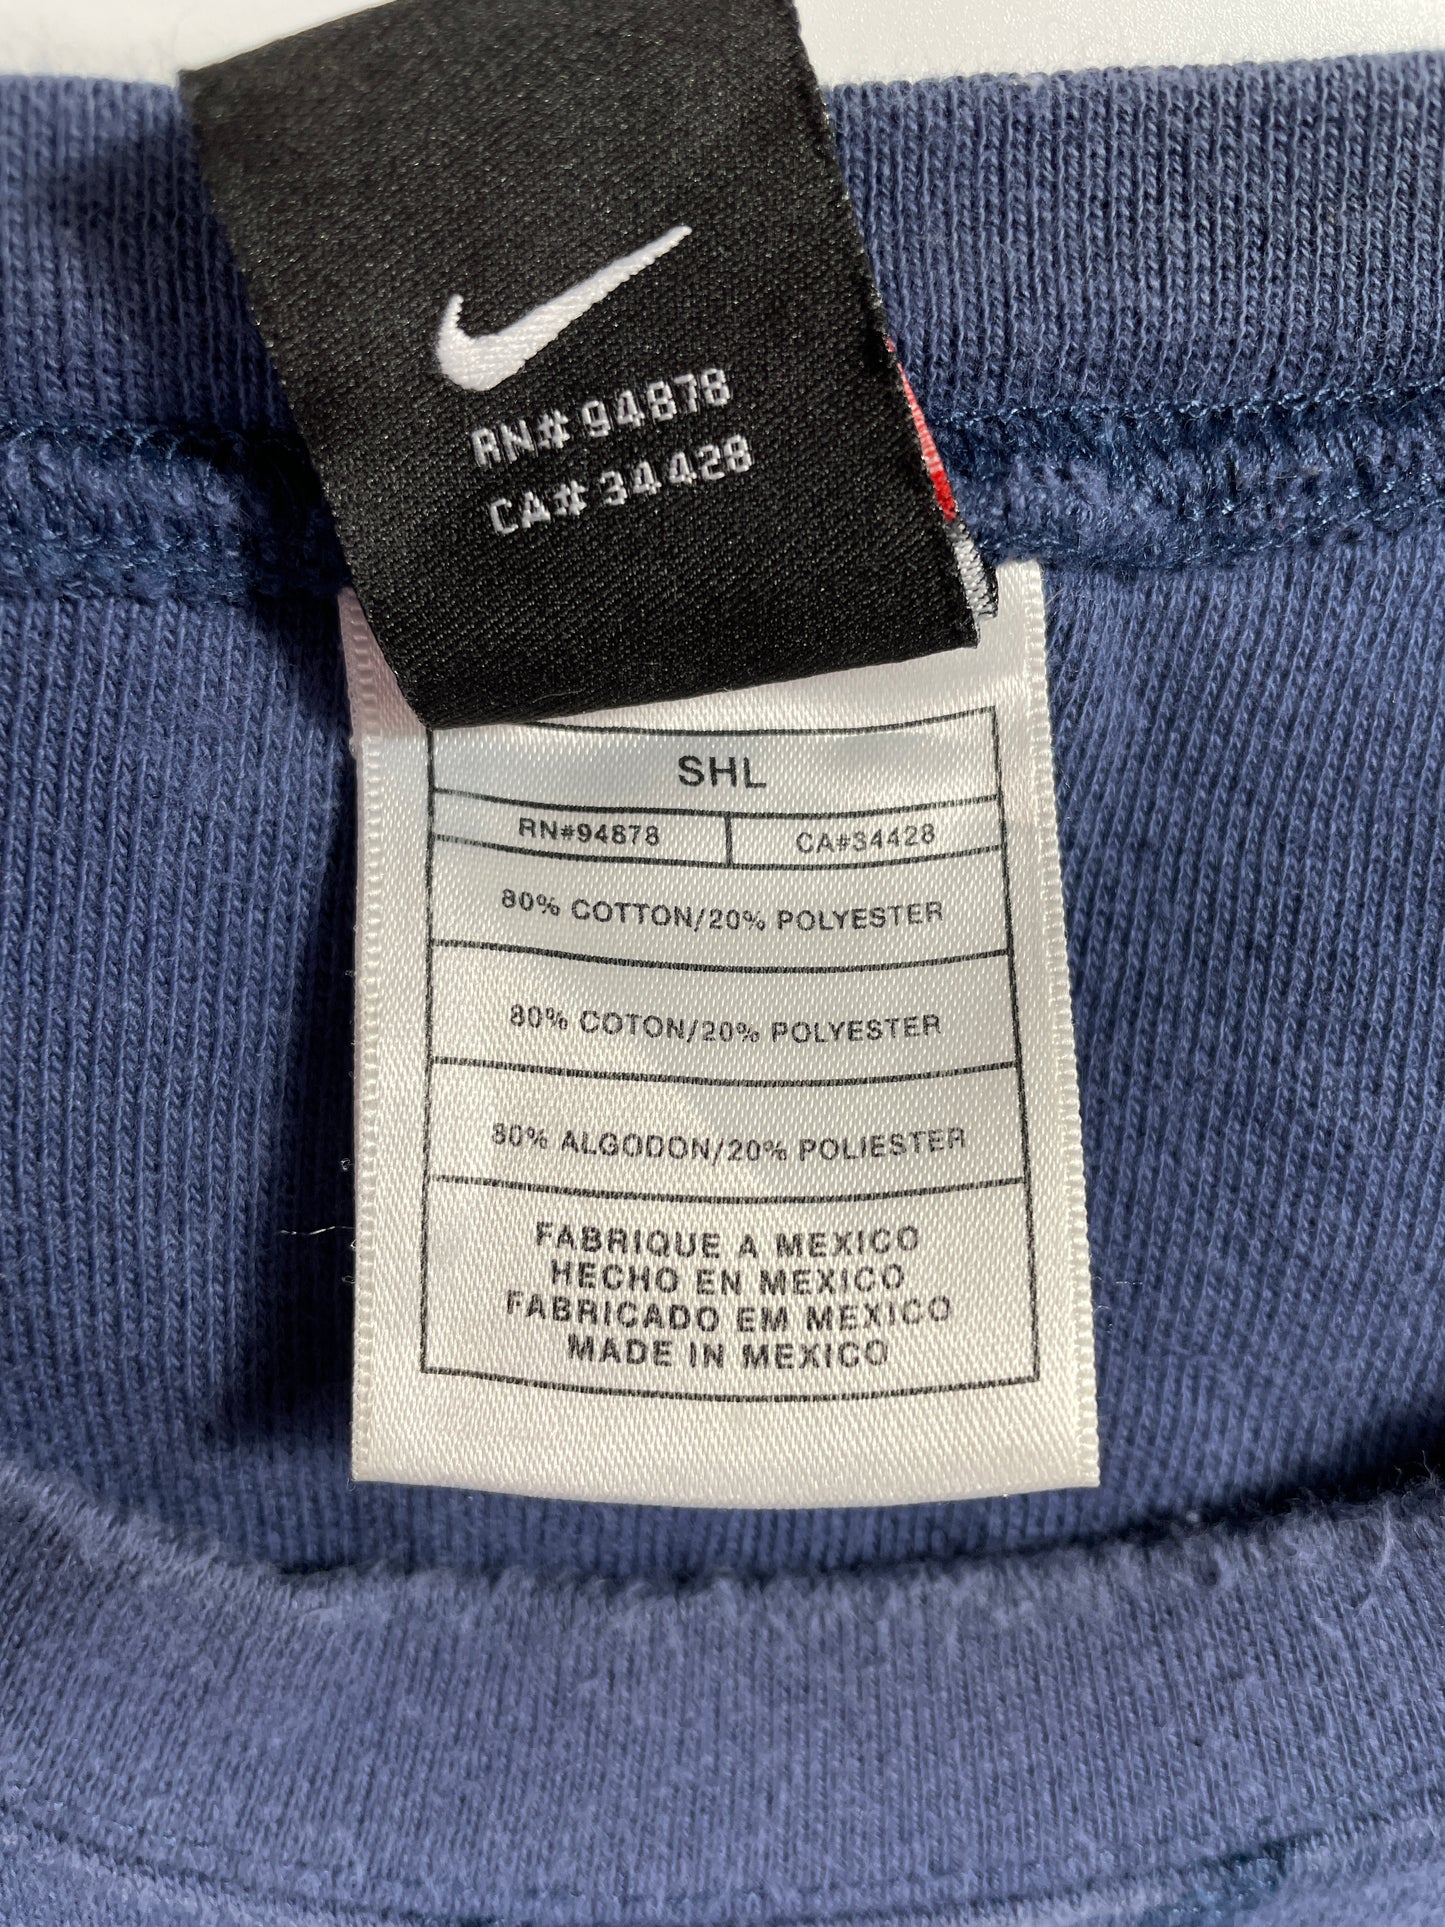 RN# 94878
CA# 34428
SHL
RN#94878 CA#34428
80% COTTON/20% POLYESTER
80% COTON/20% POLYESTER
80% ALGODON/20% POLIESTER
FABRIQUE A MEXICO
HECHO EN MEXICO
FABRICADO EM MEXICO
MADE IN MEXICO